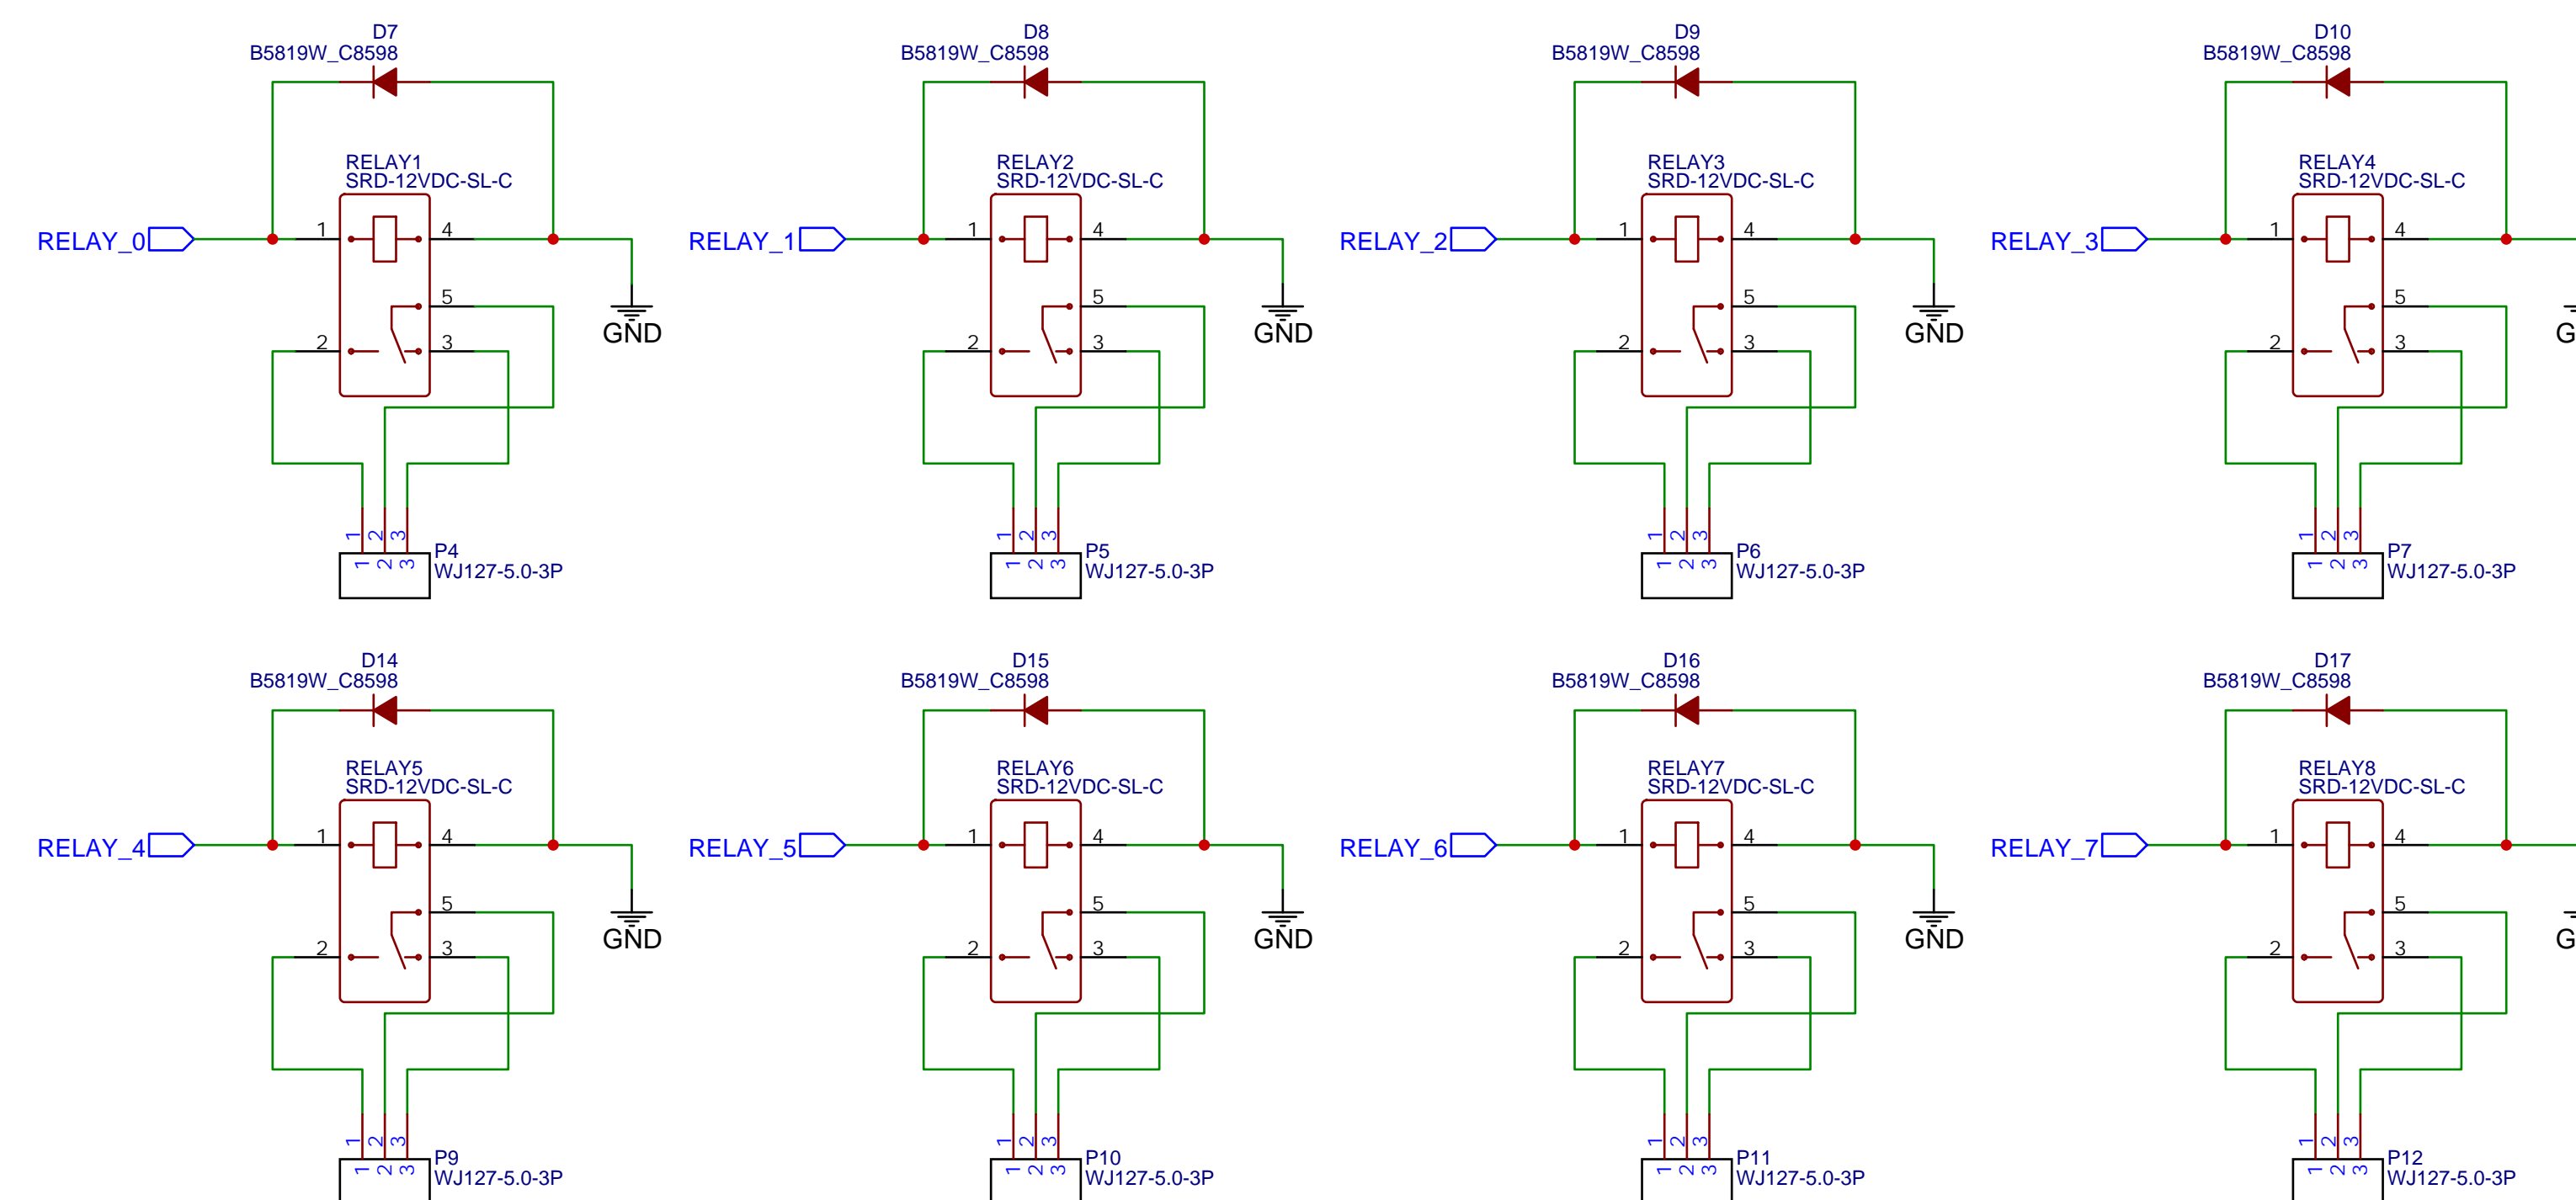 D7
B5819W_C8598
RELAY1
SRD-12VDC-SL-C
RELAY_0
1
4
5
2
3
GND
1 2 3
1 2 3
P4
WJ127-5.0-3P
D8
B5819W_C8598
RELAY2
SRD-12VDC-SL-C
RELAY_1
1
4
5
2
3
GND
1 2 3
1 2 3
P5
WJ127-5.0-3P
D9
B5819W_C8598
RELAY3
SRD-12VDC-SL-C
RELAY_2
1
4
5
2
3
GND
1 2 3
1 2 3
P6
WJ127-5.0-3P
D10
B5819W_C8598
RELAY4
SRD-12VDC-SL-C
RELAY_3
1
4
5
2
3
G
1 2 3
1 2 3
P7
WJ127-5.0-3P
D14
B5819W_C8598
RELAY5
SRD-12VDC-SL-C
RELAY_4
1
4
5
2
3
GND
1 2 3
1 2 3
P9
WJ127-5.0-3P
D15
B5819W_C8598
RELAY6
SRD-12VDC-SL-C
RELAY_5
1
4
5
2
3
GND
1 2 3
1 2 3
P10
WJ127-5.0-3P
D16
B5819W_C8598
RELAY7
SRD-12VDC-SL-C
RELAY_6
1
4
5
2
3
GND
1 2 3
1 2 3
P11
WJ127-5.0-3P
D17
B5819W_C8598
RELAY8
SRD-12VDC-SL-C
RELAY_7
1
4
5
2
3
G
1 2 3
1 2 3
P12
WJ127-5.0-3P